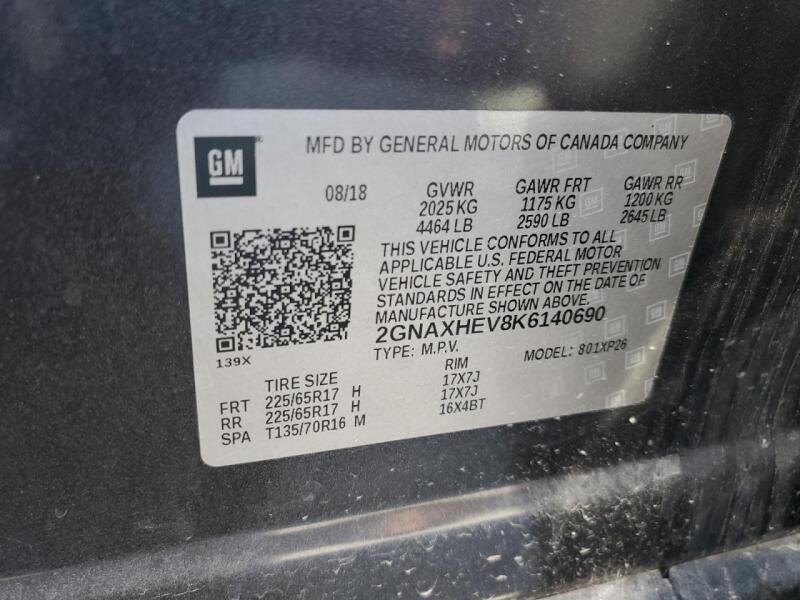 GM
MFD BY GENERAL MOTORS OF CANADA COMPANY
08/18 GVWR GAWR FRT GAWR RR
2025 KG 1175 KG 1200 KG
4464 LB 2590 LB 2645 LB
THIS VEHICLE CONFORMS TO ALL
APPLICABLE U.S. FEDERAL MOTOR
VEHICLE SAFETY AND THEFT PREVENTION
STANDARDS IN EFFECT ON THE DATE OF
MANUFACTURE SHOWN ABOVE.
2GNAXHEV8K6140690
139X
TYPE: M.P.V. MODEL: 801XP26
TIRE SIZE RIM
FRT 225/65R17 H 17X7J
RR 225/65R17 H 17X7J
SPA T135/70R16 M 16X4BT